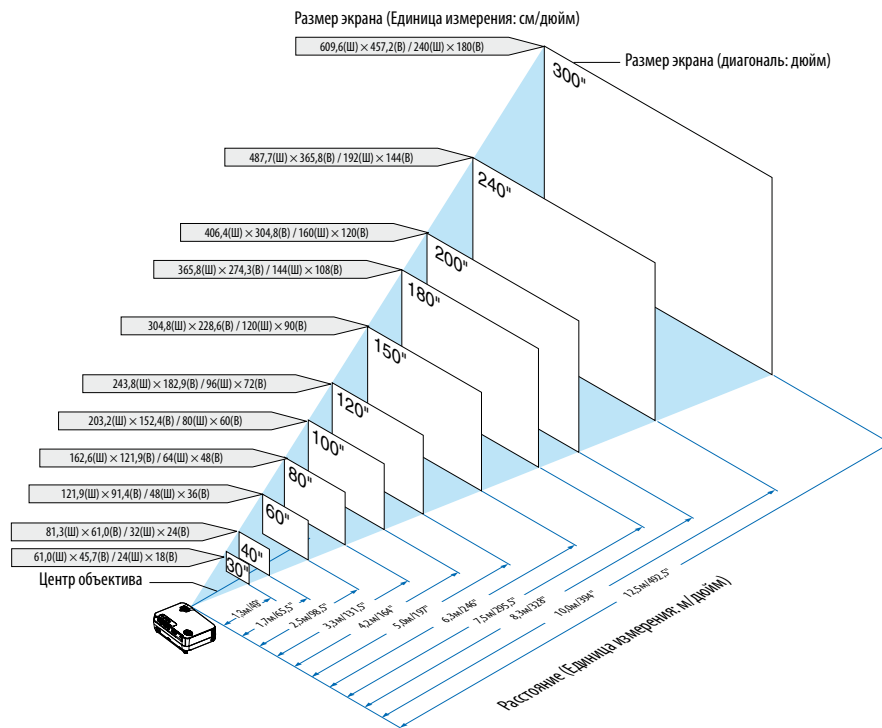 Размер экрана (Единица измерения: см/дюйм)
609,6(Ш) × 457,2(В) / 240(Ш) × 180(В)
Размер экрана (диагональ: дюйм)
300"
487,7(Ш) × 365,8(В) / 192(Ш) × 144(В)
240"
406,4(Ш) × 304,8(В) / 160(Ш) × 120(В)
200"
365,8(Ш) × 274,3(В) / 144(Ш) × 108(В)
180"
304,8(Ш) × 228,6(В) / 120(Ш) × 90(В)
150"
243,8(Ш) × 182,9(В) / 96(Ш) × 72(В)
120"
203,2(Ш) × 152,4(В) / 80(Ш) × 60(В)
100"
162,6(Ш) × 121,9(В) / 64(Ш) × 48(В)
80"
121,9(Ш) × 91,4(В) / 48(Ш) × 36(В)
60"
81,3(Ш) × 61,0(В) / 32(Ш) × 24(В)
40"
61,0(Ш) × 45,7(В) / 24(Ш) × 18(В)
30"
Центр объектива
1,2м/49"
1,7м/65,5"
2,5м/98,5"
3,3м/131,5"
4,2м/164"
5,0м/197"
6,3м/246"
7,5м/295,5"
8,3м/328"
10,0м/394"
12,5м/492,5"
Расстояние (Единица измерения: м/дюйм)